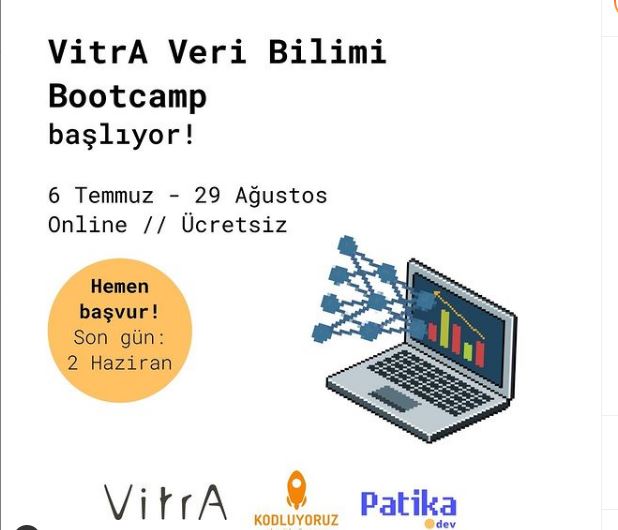 VitrA Veri Bilimi
Bootcamp
başlıyor!
6 Temmuz - 29 Ağustos
Online // Ücretsiz
Hemen
başvur!
Son gün:
2 Haziran
VitrA
KODLUYORUZ
Patika
dev